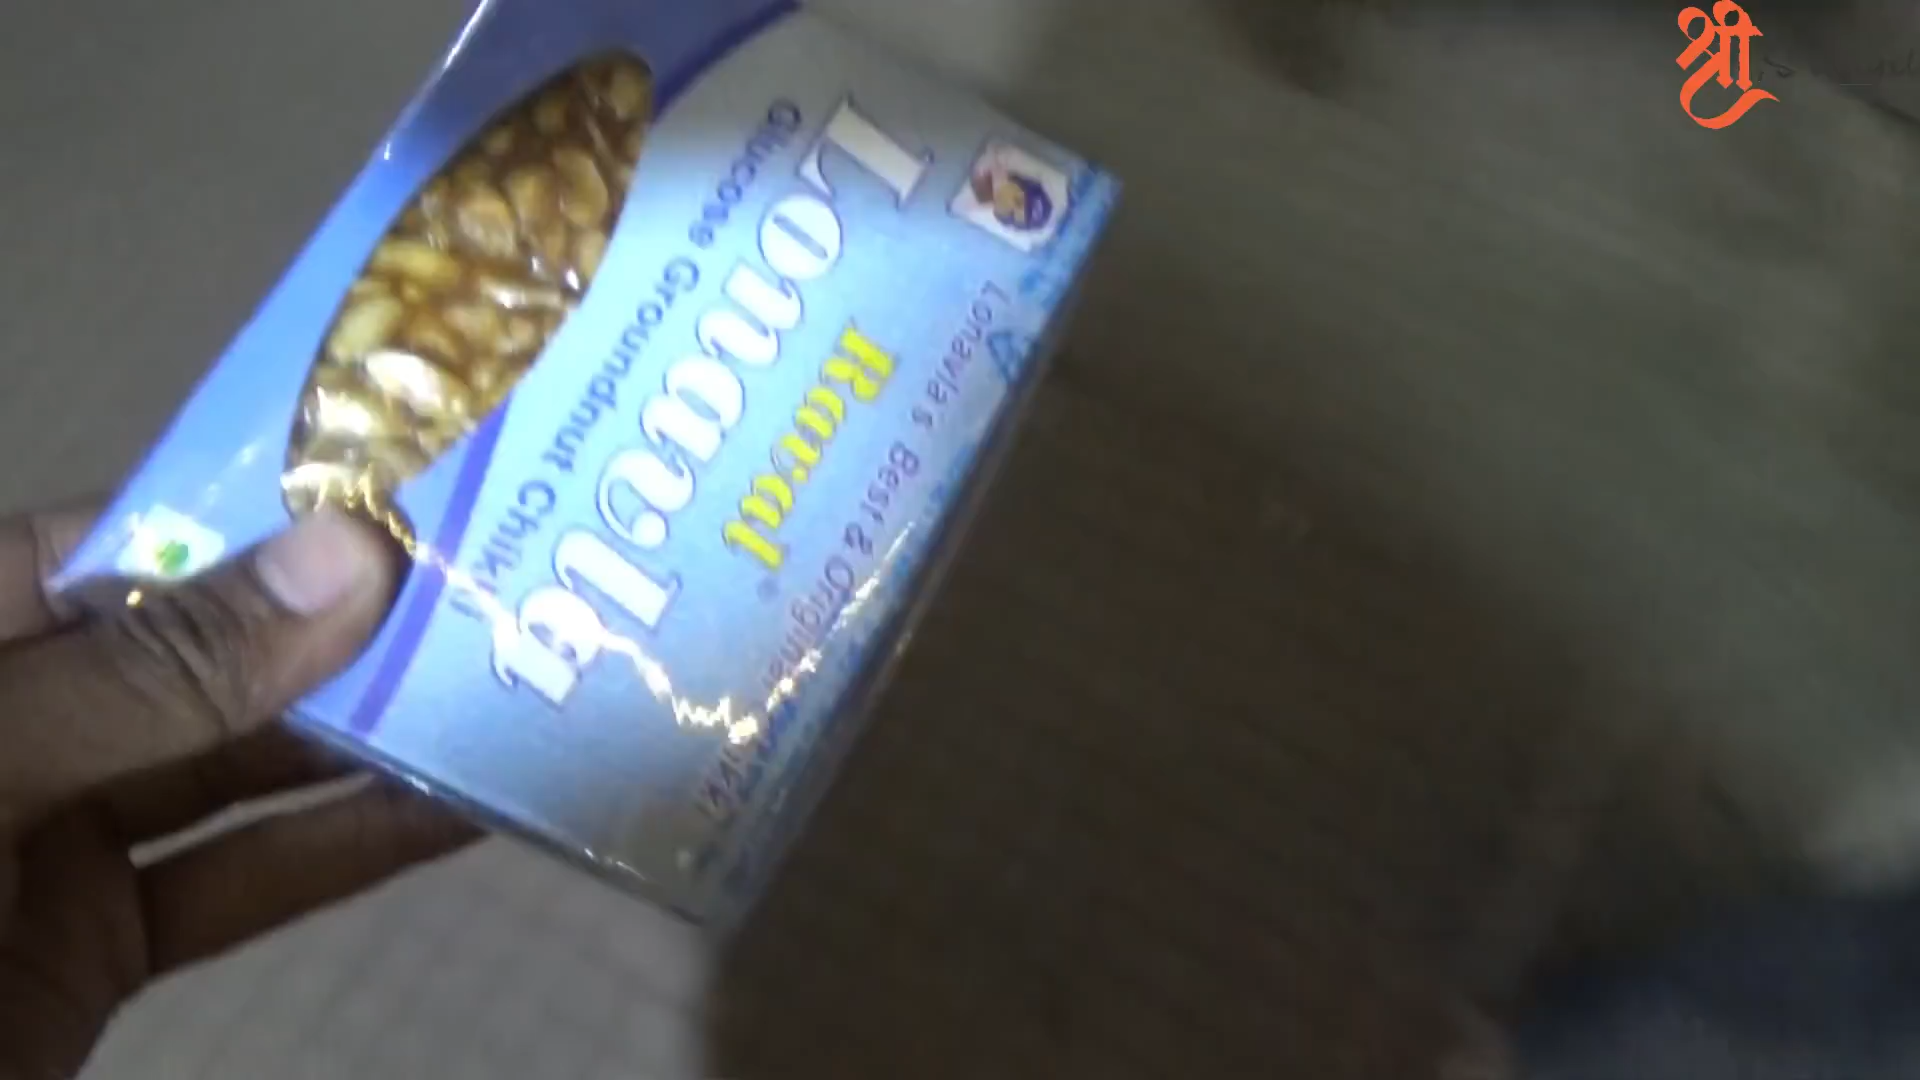 श्री
Lonavla's Best & Original
Rawal®
Lonavla
Glucose Groundnut Chikki